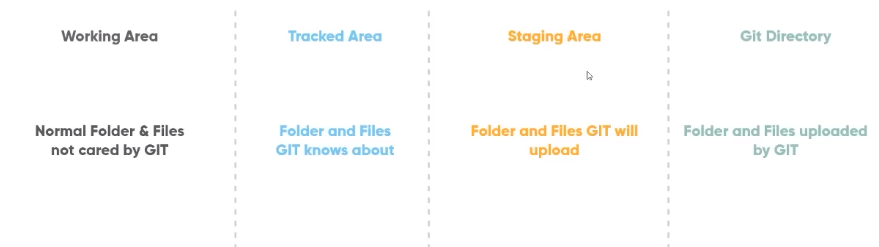 Working Area
Tracked Area
Staging Area
Git Directory
Normal Folder & Files
not cared by GIT
Folder and Files
GIT knows about
Folder and Files GIT will
upload
Folder and Files uploaded
by GIT